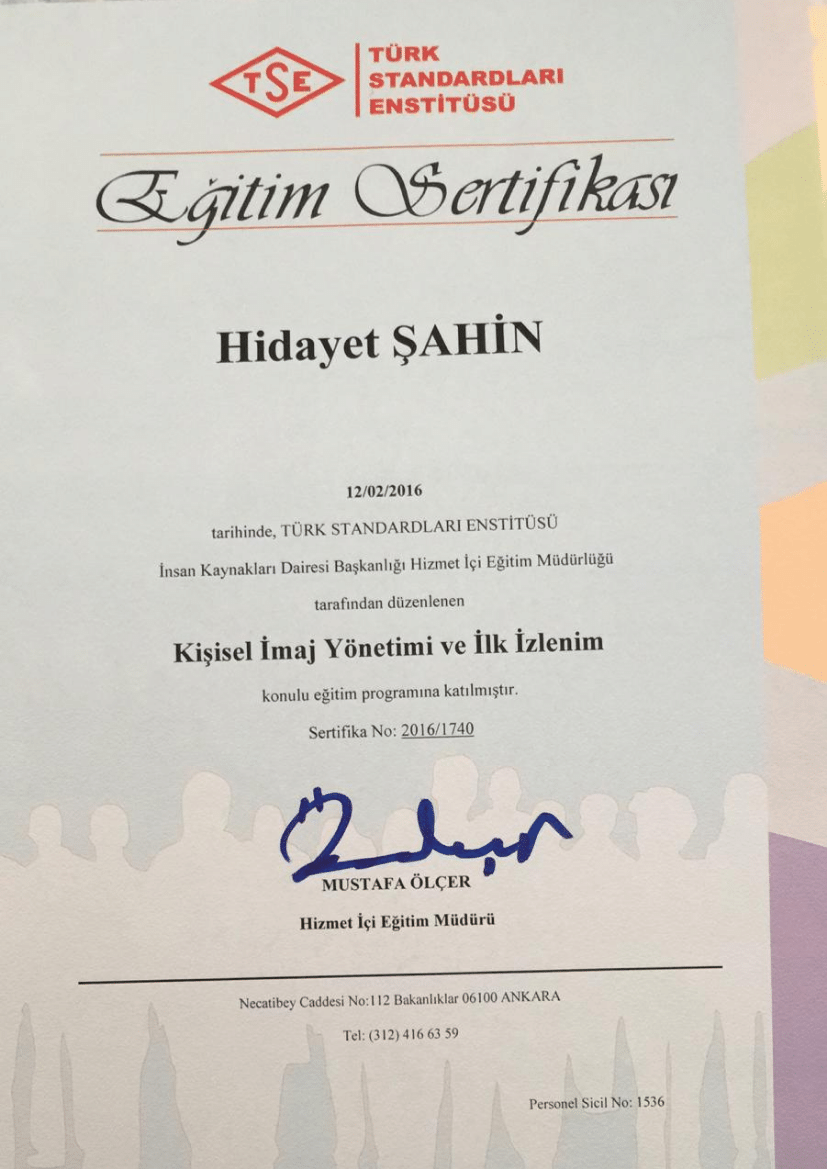 TSE
TÜRK
STANDARDLARI
ENSTİTÜSÜ
Eğitim Sertifikası
Hidayet ŞAHİN
12/02/2016
tarihinde, TÜRK STANDARDLARI ENSTİTÜSÜ
İnsan Kaynakları Dairesi Başkanlığı Hizmet İçi Eğitim Müdürlüğü
tarafından düzenlenen
Kişisel İmaj Yönetimi ve İlk İzlenim
konulu eğitim programına katılmıştır.
Sertifika No: 2016/1740
MUSTAFA ÖLÇER
Hizmet İçi Eğitim Müdürü
Necatibey Caddesi No:112 Bakanlıklar 06100 ANKARA
Tel: (312) 416 63 59
Personel Sicil No: 1536